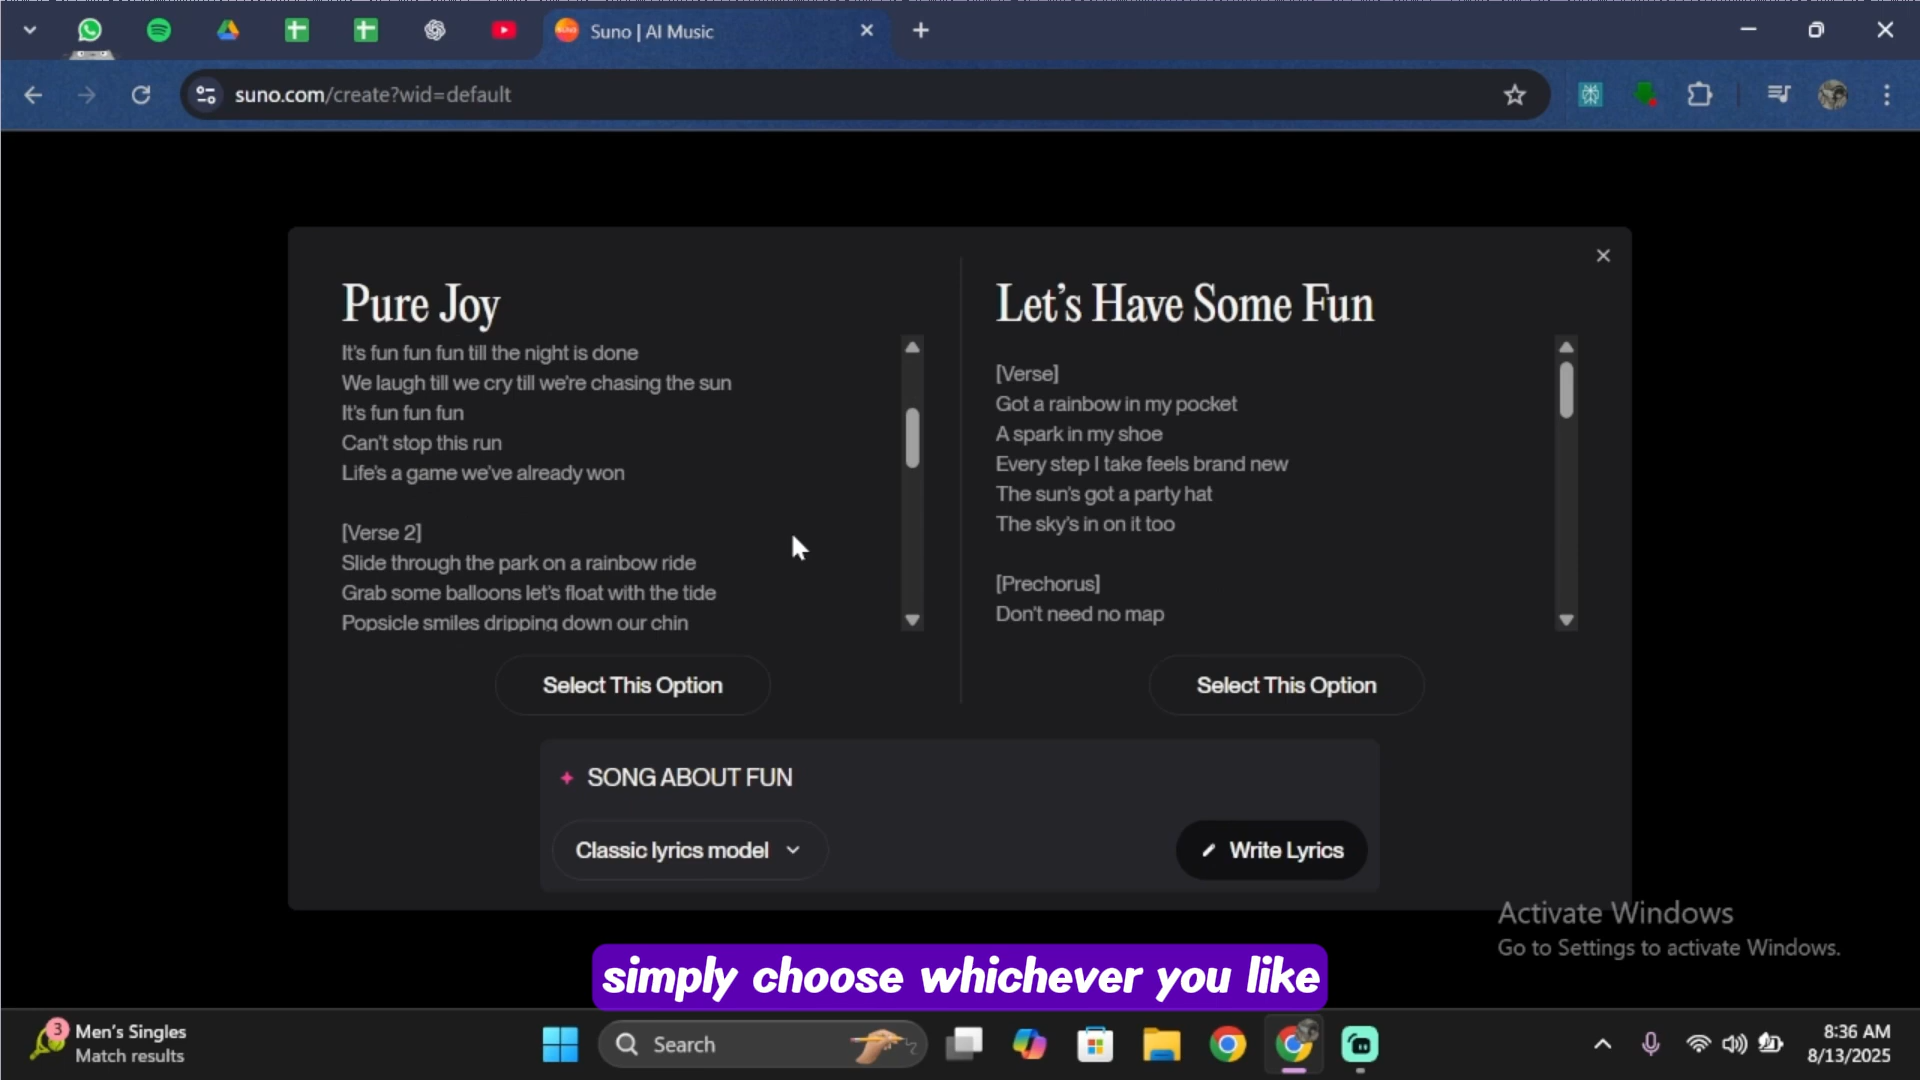 Suno | AI Music
suno.com/create?wid=default
Pure Joy
It's fun fun fun till the night is done
We laugh till we cry till we're chasing the sun
It's fun fun fun
Can't stop this run
Life's a game we've already won
[Verse 2]
Slide through the park on a rainbow ride
Grab some balloons let's float with the tide
Popsicle smiles dripping down our chin
Select This Option
Let's Have Some Fun
[Verse]
Got a rainbow in my pocket
A spark in my shoe
Every step I take feels brand new
The sun's got a party hat
The sky's in on it too
[Prechorus]
Don't need no map
Select This Option
SONG ABOUT FUN
Classic lyrics model
Write Lyrics
Activate Windows
Go to Settings to activate Windows.
simply choose whichever you like
3
Men's Singles
Match results
Search
8:36 AM
8/13/2025